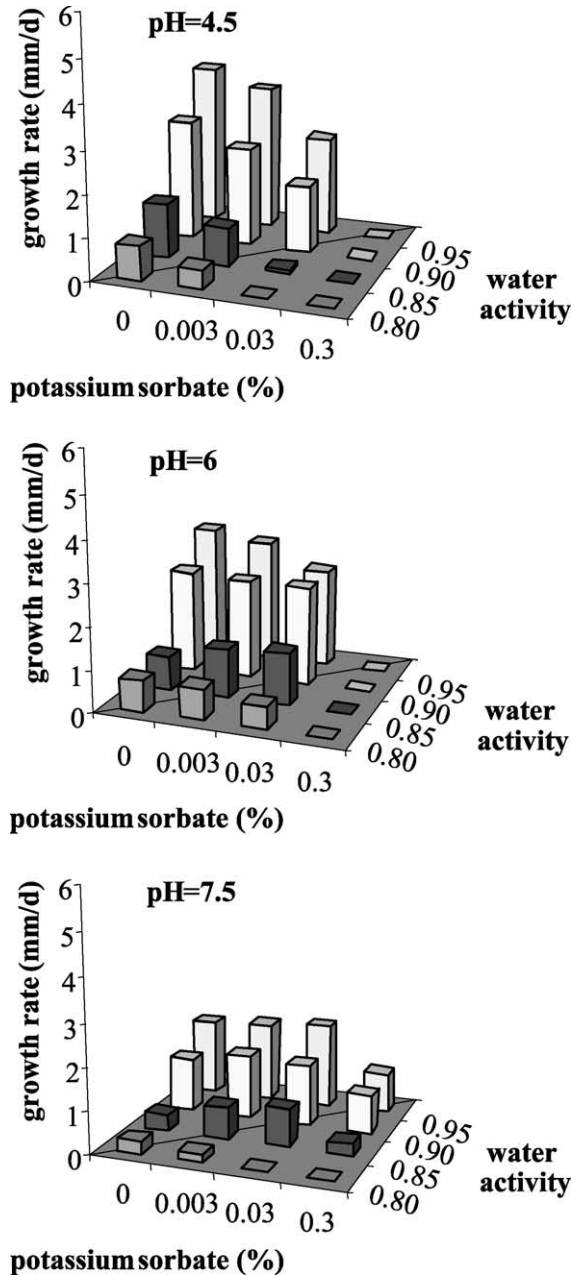 pH=4.5
growth rate (mm/d)
6
5
4
3
2
1
0
0 0.003 0.03 0.3
0.95
0.90
0.85
0.80
water
activity
potassium sorbate (%)
pH=6
growth rate (mm/d)
6
5
4
3
2
1
0
0 0.003 0.03 0.3
0.95
0.90
0.85
0.80
water
activity
potassium sorbate (%)
pH=7.5
growth rate (mm/d)
6
5
4
3
2
1
0
0 0.003 0.03 0.3
0.95
0.90
0.85
0.80
water
activity
potassium sorbate (%)